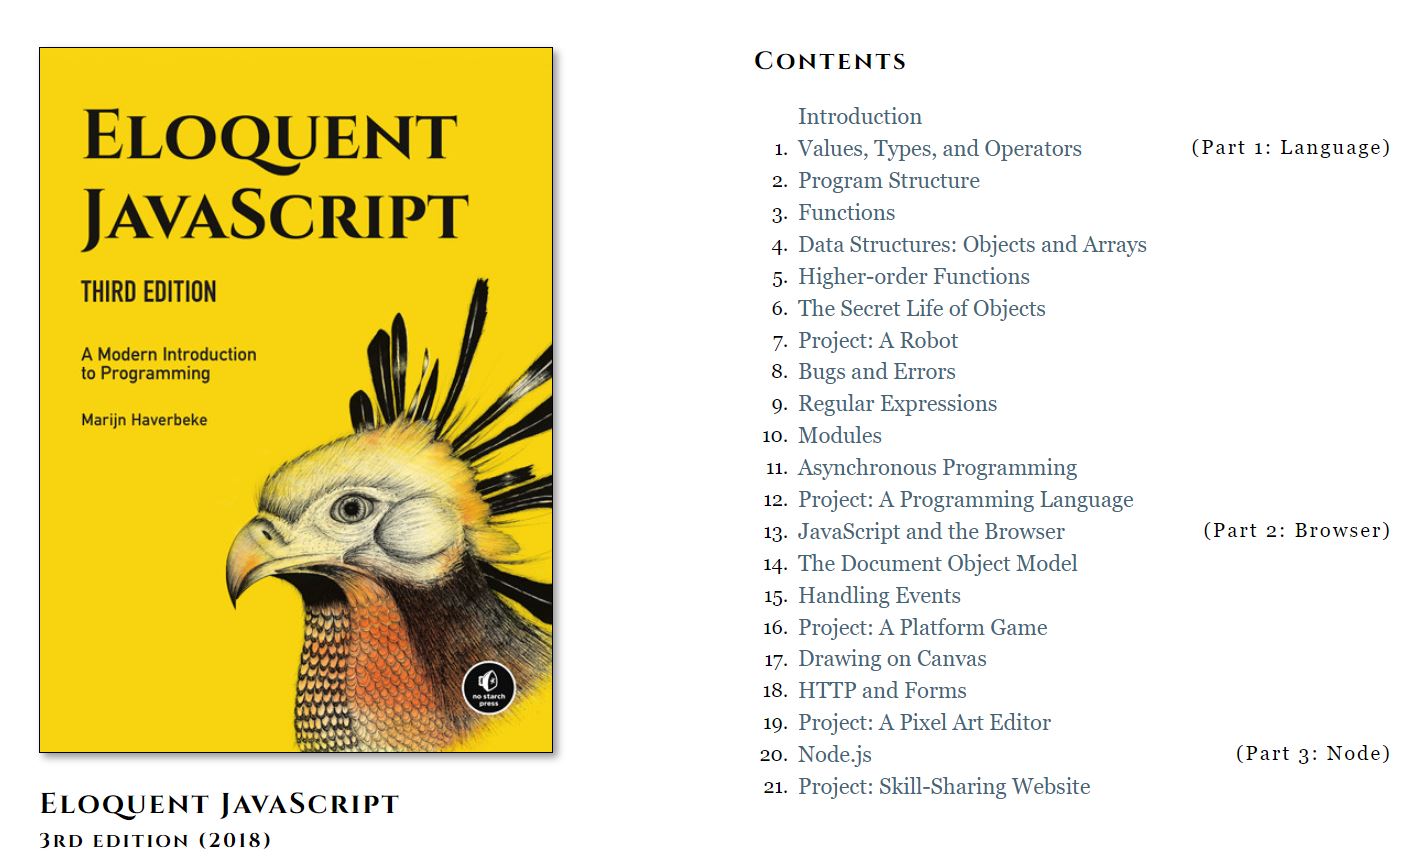 Eloquent
JavaScript
THIRD EDITION
A Modern Introduction
to Programming
Marijn Haverbeke
no starch
press
Eloquent JavaScript
3rd edition (2018)
Contents
Introduction
1. Values, Types, and Operators (Part 1: Language)
2. Program Structure
3. Functions
4. Data Structures: Objects and Arrays
5. Higher-order Functions
6. The Secret Life of Objects
7. Project: A Robot
8. Bugs and Errors
9. Regular Expressions
10. Modules
11. Asynchronous Programming
12. Project: A Programming Language
13. JavaScript and the Browser (Part 2: Browser)
14. The Document Object Model
15. Handling Events
16. Project: A Platform Game
17. Drawing on Canvas
18. HTTP and Forms
19. Project: A Pixel Art Editor
20. Node.js (Part 3: Node)
21. Project: Skill-Sharing Website